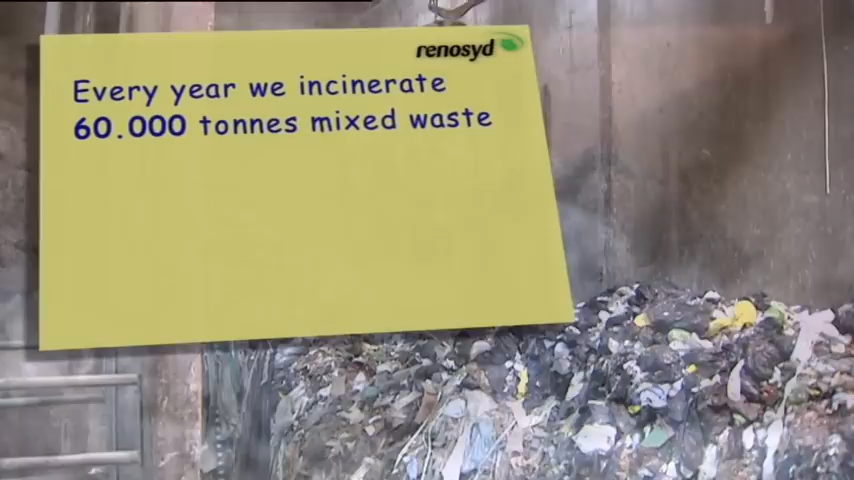 renosyd
Every year we incinerate
60.000 tonnes mixed waste